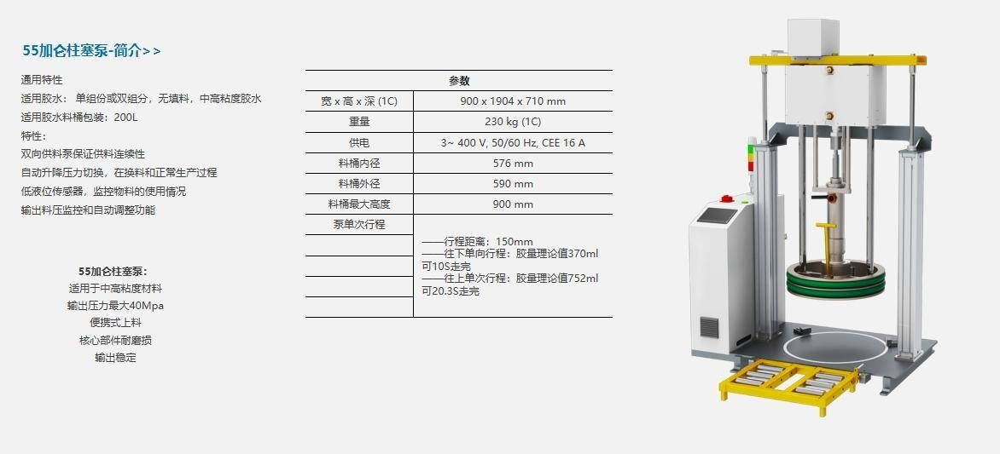 55加仑柱塞泵-简介>>
通用特性
适用胶水： 单组份或双组分，无填料，中高粘度胶水
适用胶水料桶包装：200L
特性：
双向供料泵保证供料连续性
自动升降压力切换，在换料和正常生产过程
低液位传感器，监控物料的使用情况
输出料压监控和自动调整功能
55加仑柱塞泵：
适用于中高粘度材料
输出压力最大40Mpa
便携式上料
核心部件耐磨损
输出稳定
参数
宽 x 高 x 深 (1C) 900 x 1904 x 710 mm
重量 230 kg (1C)
供电 3~ 400 V, 50/60 Hz, CEE 16 A
料桶内径 576 mm
料桶外径 590 mm
料桶最大高度 900 mm
泵单次行程
——行程距离：150mm
——往下单向行程：胶量理论值370ml
可10S走完
——往上单次行程：胶量理论值752ml
可20.3S走完